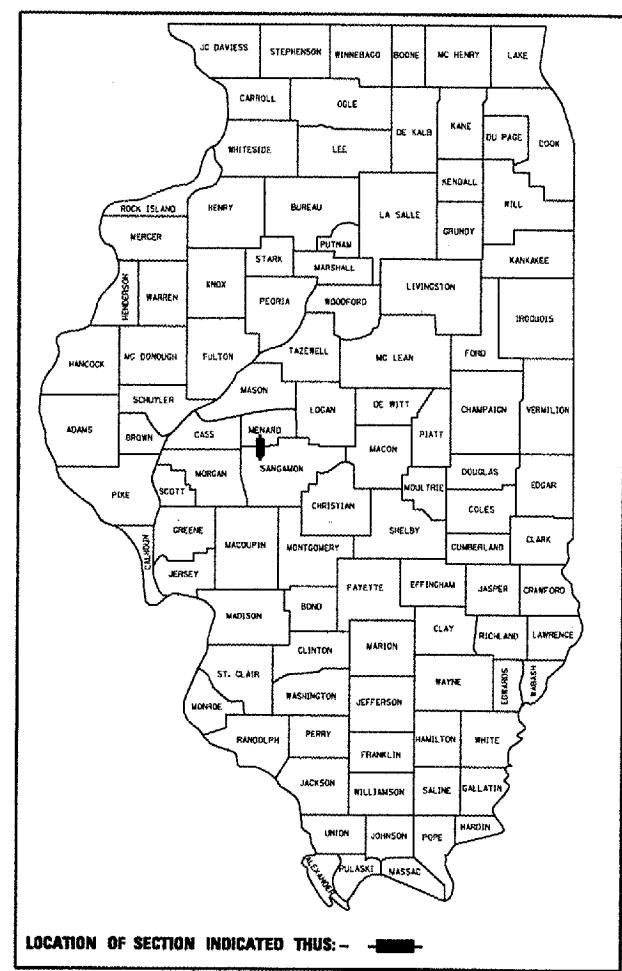 JO DAVIESS
STEPHENSON
WINNEBAGO
BOONE
MC HENRY
LAKE
CARROLL
OGLE
DE KALB
KANE
DU PAGE
COOK
WHITESIDE
LEE
KENDALL
WILL
ROCK ISLAND
HENRY
BUREAU
LA SALLE
GRUNDY
MERCER
PUTNAM
KANKAKEE
STARK
MARSHALL
HENDERSON
WARREN
KNOX
PEORIA
WOODFORD
LIVINGSTON
IROQUOIS
HANCOCK
MC DONOUGH
FULTON
TAZEWELL
MC LEAN
FORD
SCHUYLER
MASON
LOGAN
DE WITT
CHAMPAIGN
VERMILION
ADAMS
BROWN
CASS
MENARD
PIATT
MACON
SANGAMON
MORGAN
DOUGLAS
EDGAR
PIKE
SCOTT
MOULTRIE
COLES
CHRISTIAN
SHELBY
GREENE
MACOUPIN
MONTGOMERY
CUMBERLAND
CLARK
CALHOUN
JERSEY
FAYETTE
EFFINGHAM
JASPER
CRAWFORD
MADISON
BOND
CLAY
RICHLAND
LAWRENCE
CLINTON
MARION
ST. CLAIR
WAYNE
EDWARDS
WABASH
WASHINGTON
JEFFERSON
MONROE
RANDOLPH
PERRY
HAMILTON
WHITE
FRANKLIN
JACKSON
WILLIAMSON
SALINE
GALLATIN
UNION
JOHNSON
POPE
HARDIN
ALEXANDER
PULASKI
MASSAC
LOCATION OF SECTION INDICATED THUS:-